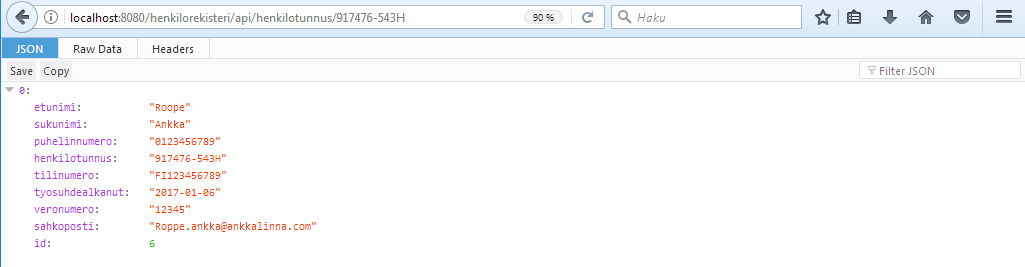 localhost:8080/henkilorekisteri/api/henkilotunnus/917476-543H 90 % Haku
JSON Raw Data Headers
Save Copy Filter JSON
0:
etunimi: "Roope"
sukunimi: "Ankka"
puhelinnumero: "0123456789"
henkilotunnus: "917476-543H"
tilinumero: "FI123456789"
tyosuhdealkanut: "2017-01-06"
veronumero: "12345"
sahkoposti: "Roppe.ankka@ankkalinna.com"
id: 6